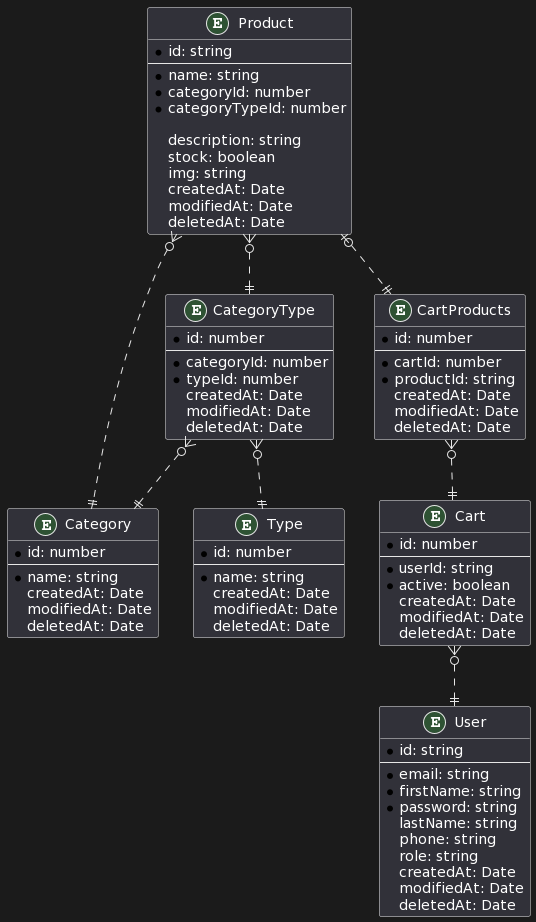 E Product
id: string
name: string
categoryId: number
categoryTypeId: number
description: string
stock: boolean
img: string
createdAt: Date
modifiedAt: Date
deletedAt: Date
E CategoryType
id: number
categoryId: number
typeId: number
createdAt: Date
modifiedAt: Date
deletedAt: Date
E CartProducts
id: number
cartId: number
productId: string
createdAt: Date
modifiedAt: Date
deletedAt: Date
E Category
id: number
name: string
createdAt: Date
modifiedAt: Date
deletedAt: Date
E Type
id: number
name: string
createdAt: Date
modifiedAt: Date
deletedAt: Date
E Cart
id: number
userId: string
active: boolean
createdAt: Date
modifiedAt: Date
deletedAt: Date
E User
id: string
email: string
firstName: string
password: string
lastName: string
phone: string
role: string
createdAt: Date
modifiedAt: Date
deletedAt: Date